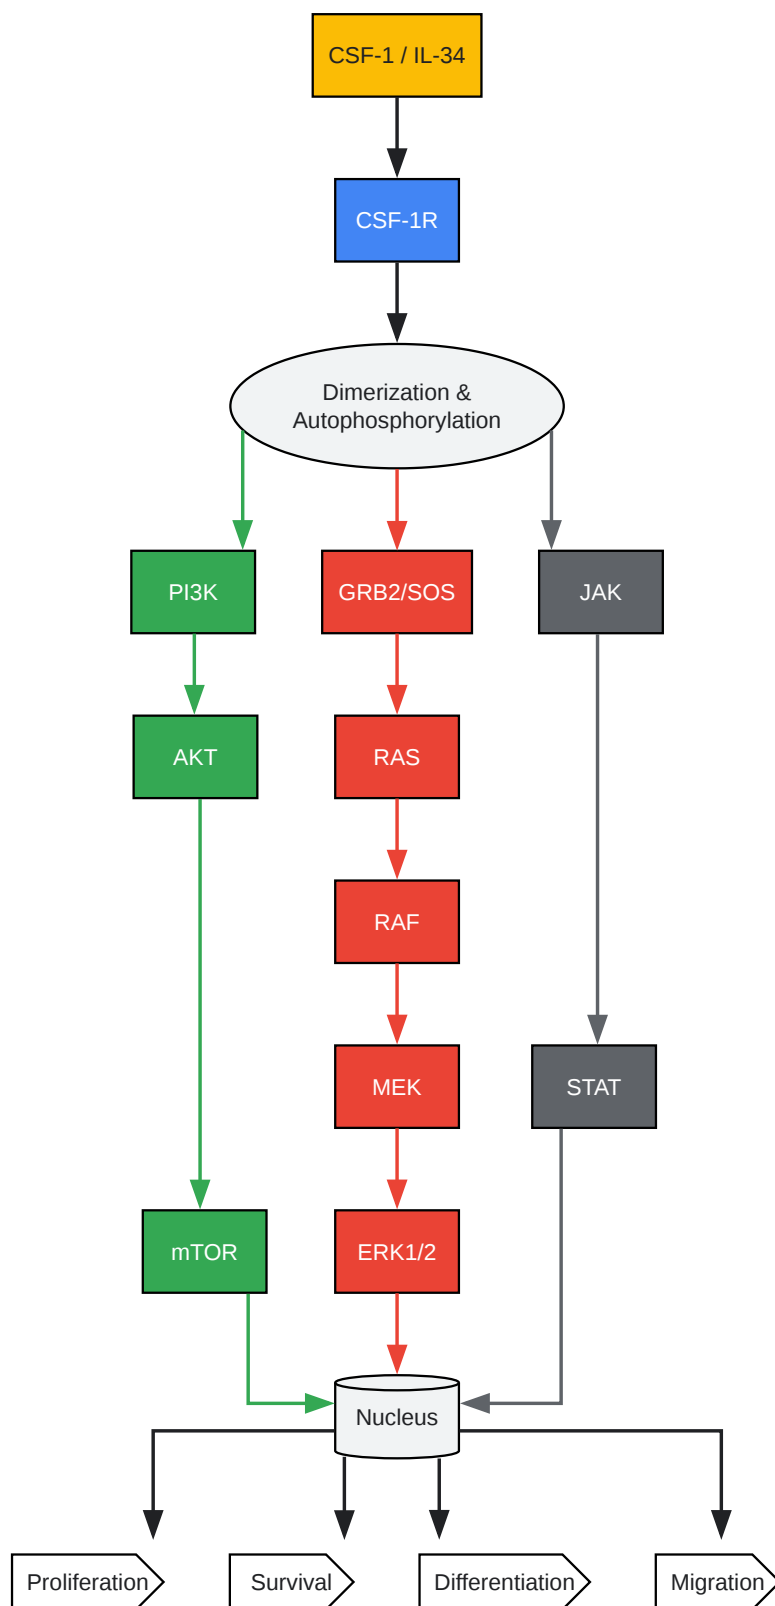 CSF-1 / IL-34
CSF-1R
Dimerization &
Autophosphorylation
PI3K
GRB2/SOS
JAK
AKT
RAS
RAF
MEK
STAT
mTOR
ERK1/2
Nucleus
Proliferation
Survival
Differentiation
Migration